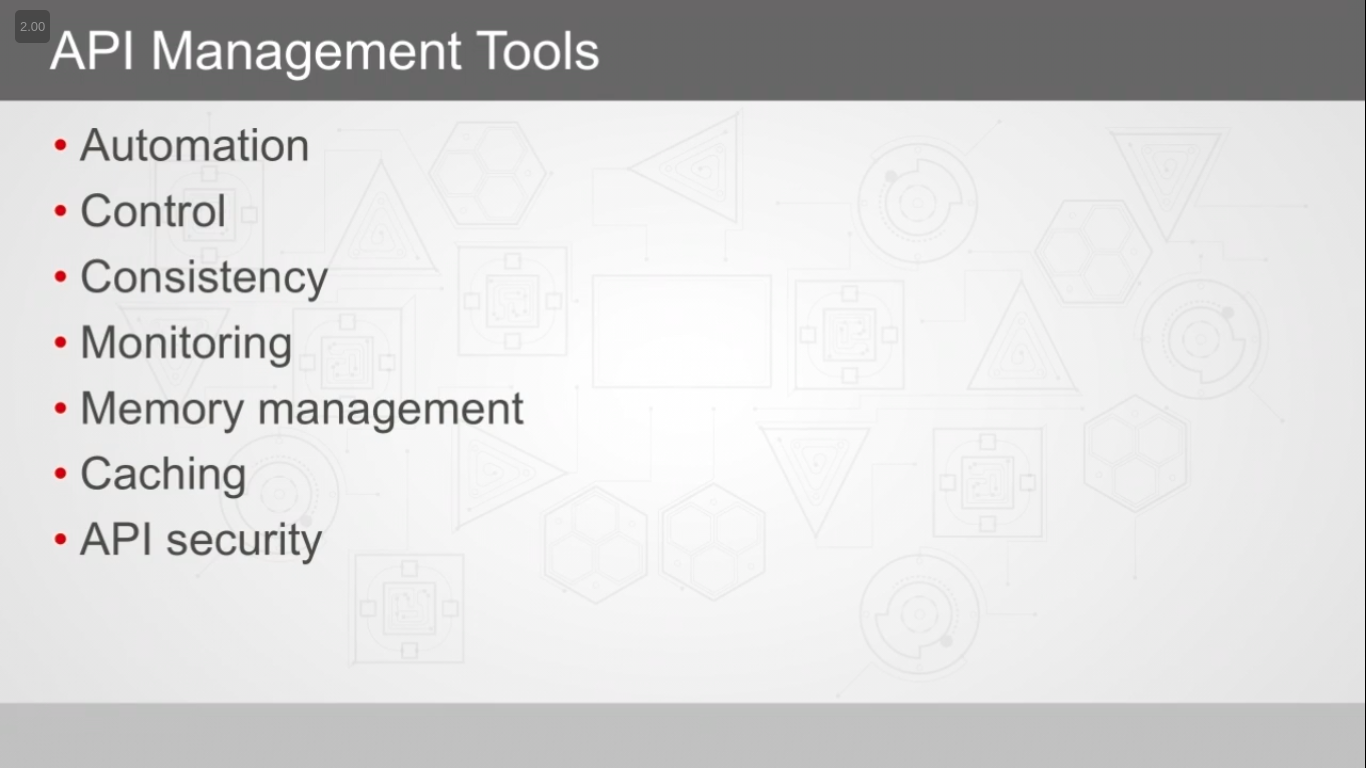 2.00
API Management Tools
• Automation
• Control
• Consistency
• Monitoring
• Memory management
• Caching
• API security